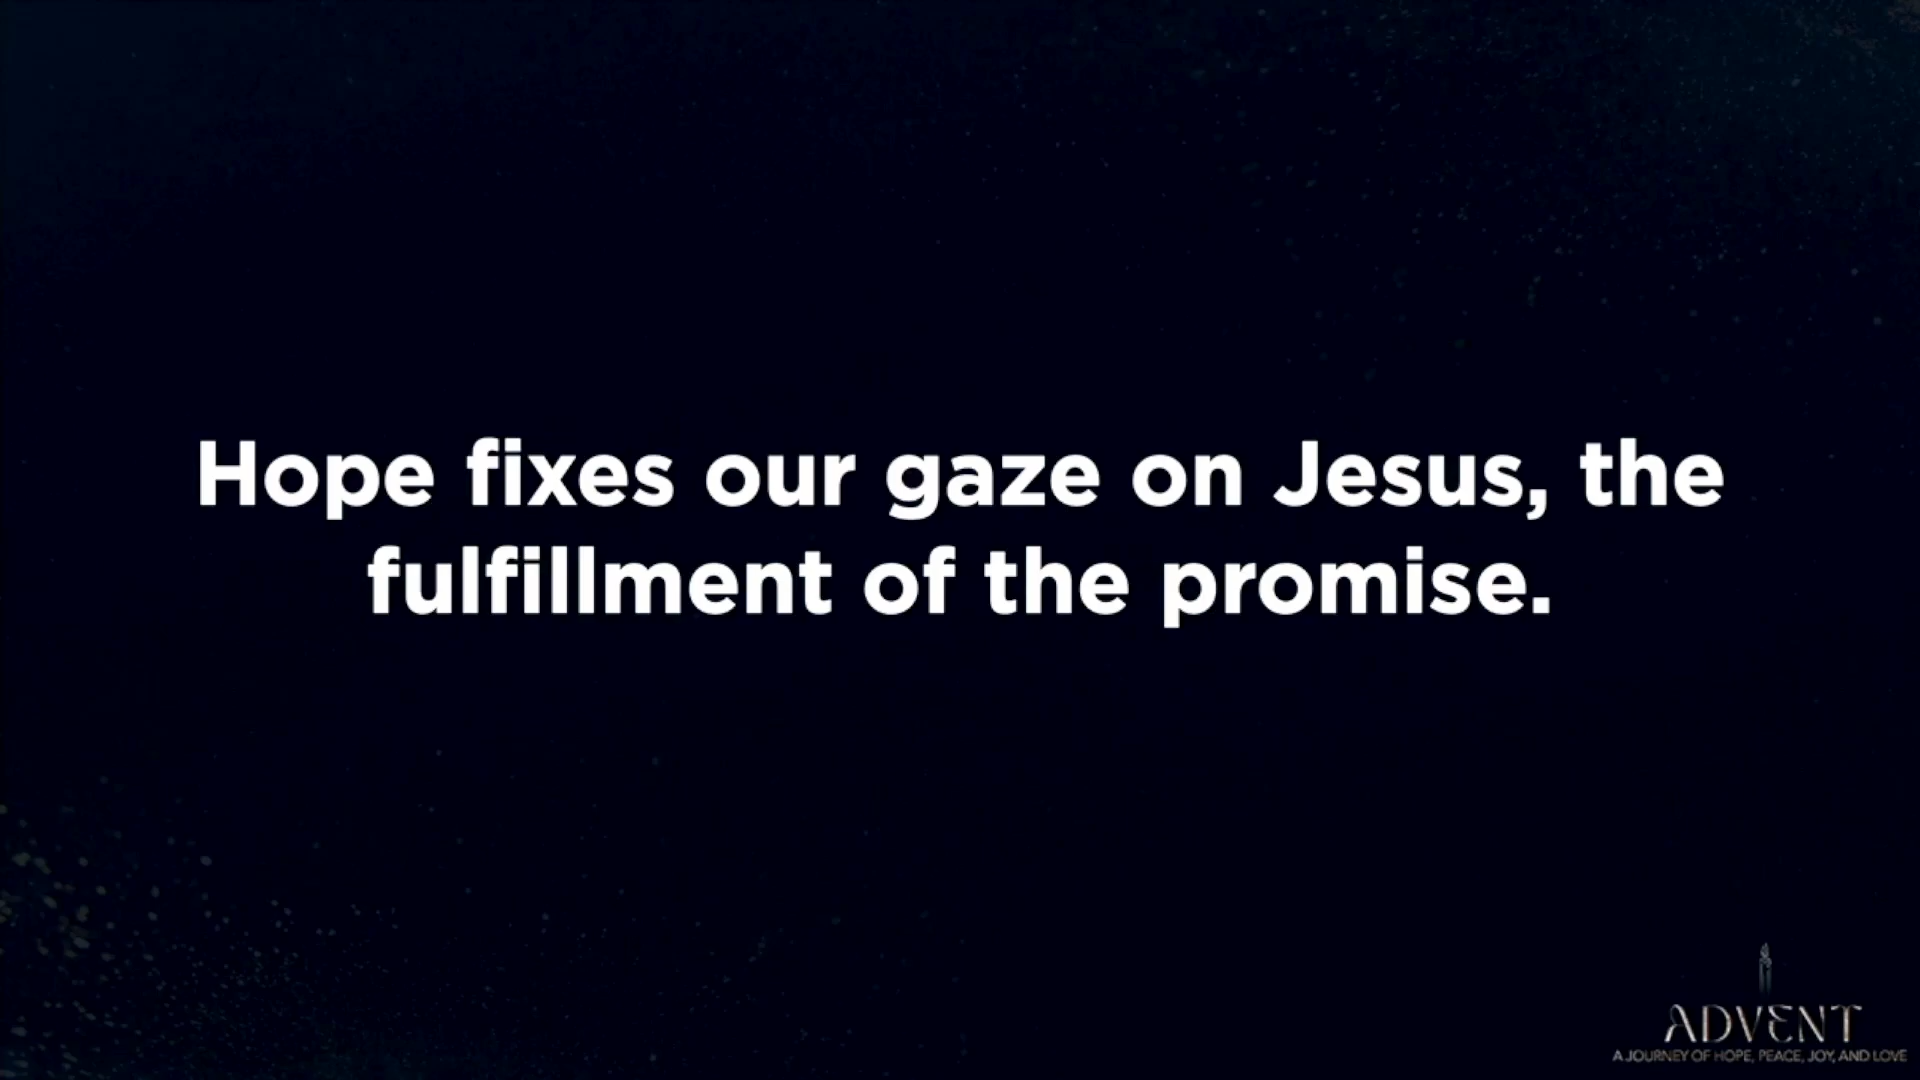 Hope fixes our gaze on Jesus, the
fulfillment of the promise.
ADVENT
A JOURNEY OF HOPE, PEACE, JOY, AND LOVE